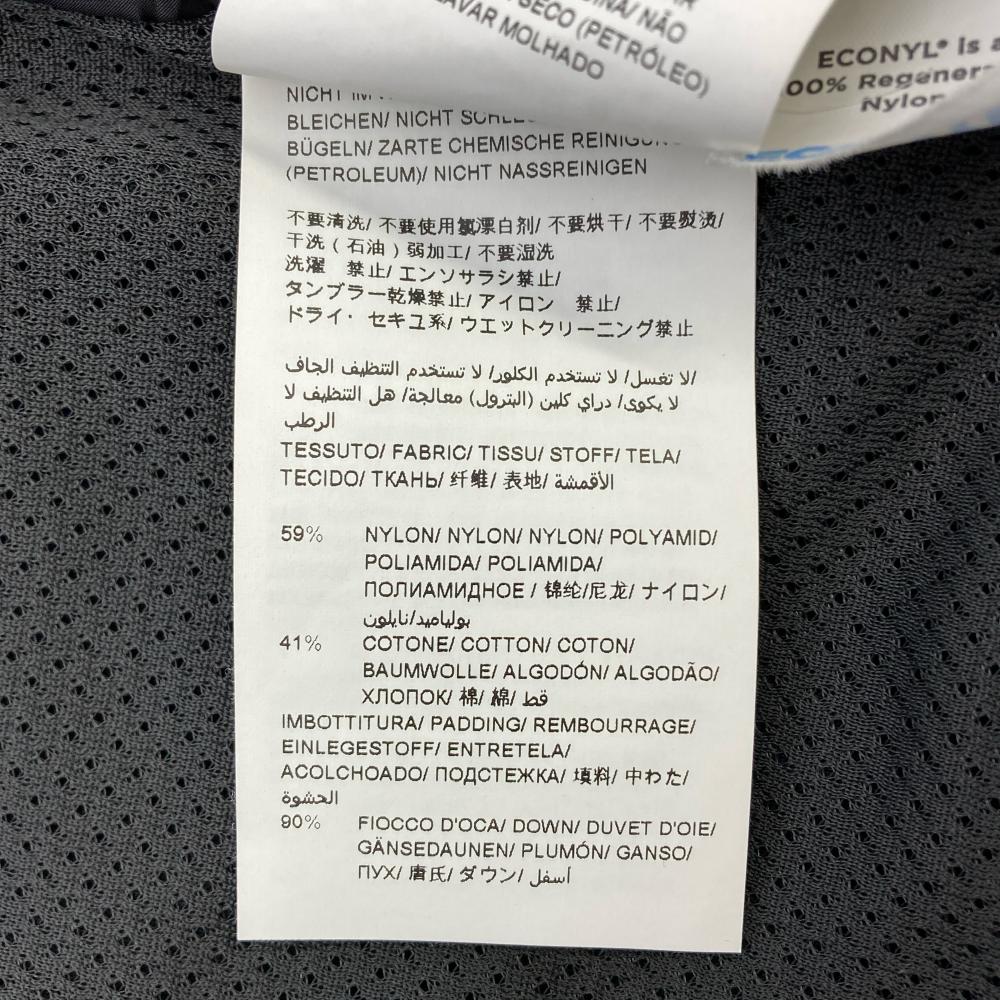 SECO (PETRÓLEO)
LAVAR MOLHADO
NÃO
ECONYL® is
Nylon
NICHT
BLEICHEN/ NICHT
BÜGELN/ ZARTE CHEMISCHE
(PETROLEUM)/ NICHT NASSREINIGEN
不要清洗/ 不要使用氯漂白剂/ 不要烘干/ 不要熨烫/
干洗 ( 石油 ) 弱加工/ 不要湿洗
洗濯 禁止/ エンソサラシ禁止/
タンブラー乾燥禁止/ アイロン 禁止/
ドライ・ セキユ系/ ウエットクリーニング禁止
لا تغسل/ لا تستخدم الكلور/ لا تستخدم التنظيف الجاف/
لا يكوى/ دراي كلين (البترول) معالجة/ هل التنظيف لا
الرطب
TESSUTO/ FABRIC/ TISSU/ STOFF/ TELA/
TECIDO/ ТКАНЬ/ 纤维/ 表地/ الأقمشة
59% NYLON/ NYLON/ NYLON/ POLYAMID/
POLIAMIDA/ POLIAMIDA/
ПОЛИАМИДНОЕ / 锦纶/尼龙/ ナイロン/
بولياميد/نايلون
41% COTONE/ COTTON/ COTON/
BAUMWOLLE/ ALGODÓN/ ALGODÃO/
ХЛОПОК/ 棉/ 綿/ قط
IMBOTTITURA/ PADDING/ REMBOURRAGE/
EINLEGESTOFF/ ENTRETELA/
ACOLCHOADO/ ПОДСТЕЖКА/ 填料/ 中わた/
الحشوة
90% FIOCCO D'OCA/ DOWN/ DUVET D'OIE/
GÄNSEDAUNEN/ PLUMÓN/ GANSO/
ПУХ/ 唐氏/ ダウン/ أسفل